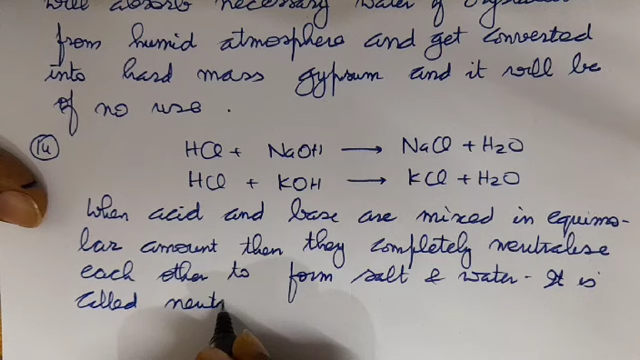 will absorb necessary water of crystalli
from humid atmosphere and get converted
into hard mass gypsum and it will be
of no use .
14
HCl + NaOH → NaCl + H2O
HCl + KOH → KCl + H2O
When acid and base are mixed in equimo-
lar amount then they completely neutralise
each other to form salt & water - It is
called neut